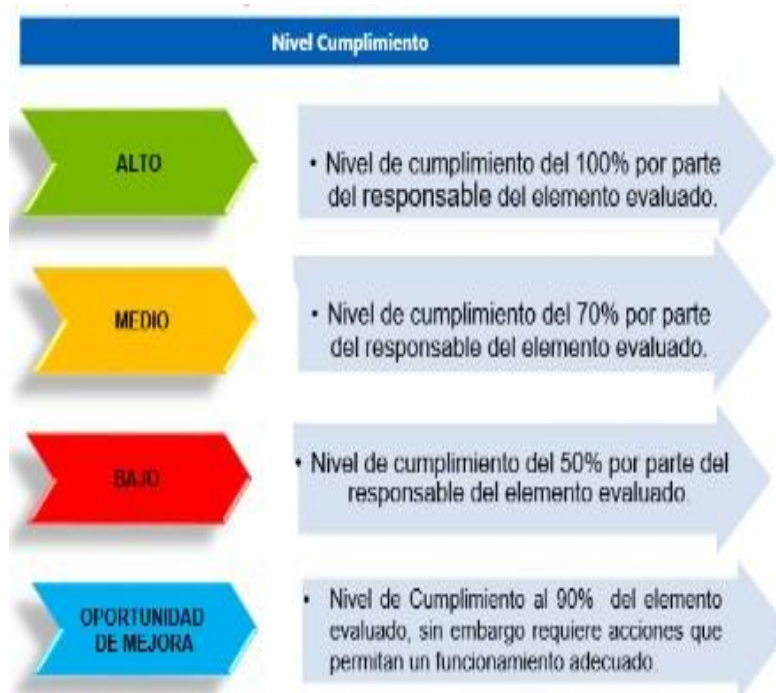 Nivel Cumplimiento
ALTO
• Nivel de cumplimiento del 100% por parte
del responsable del elemento evaluado.
MEDIO
• Nivel de cumplimiento del 70% por parte
del responsable del elemento evaluado.
BAJO
• Nivel de cumplimiento del 50% por parte del
responsable del elemento evaluado.
OPORTUNIDAD
DE MEJORA
• Nivel de Cumplimiento al 90% del elemento
evaluado, sin embargo requiere acciones que
permitan un funcionamiento adecuado.